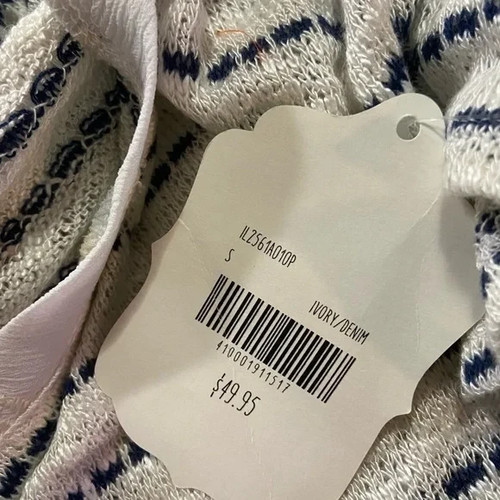 IL2561A010P
S
IVORY/DENIM
410001911517
$49.95